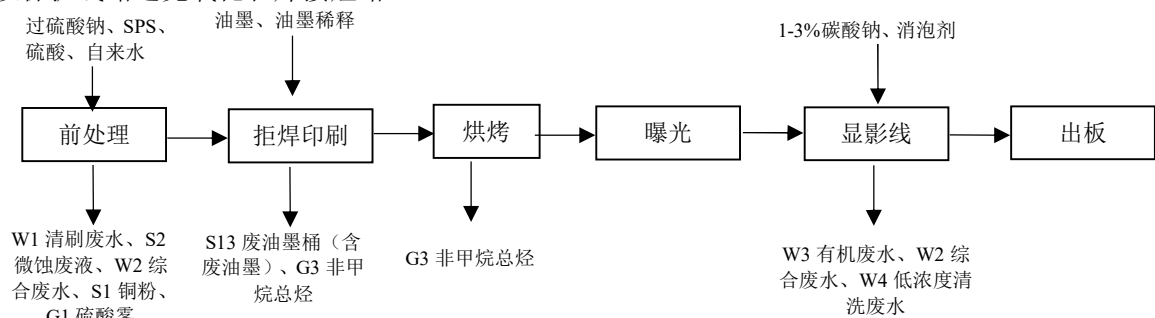 过硫酸钠、SPS、
硫酸、自来水
油墨、油墨稀释
1-3%碳酸钠、消泡剂
前处理
拒焊印刷
烘烤
曝光
显影线
出板
W1 清刷废水、S2
微蚀废液、W2 综
合废水、S1 铜粉、
G1 硫酸雾
S13 废油墨桶（含
废油墨）、G3 非甲
烷总烃
G3 非甲烷总烃
W3 有机废水、W2 综
合废水、W4 低浓度清
洗废水